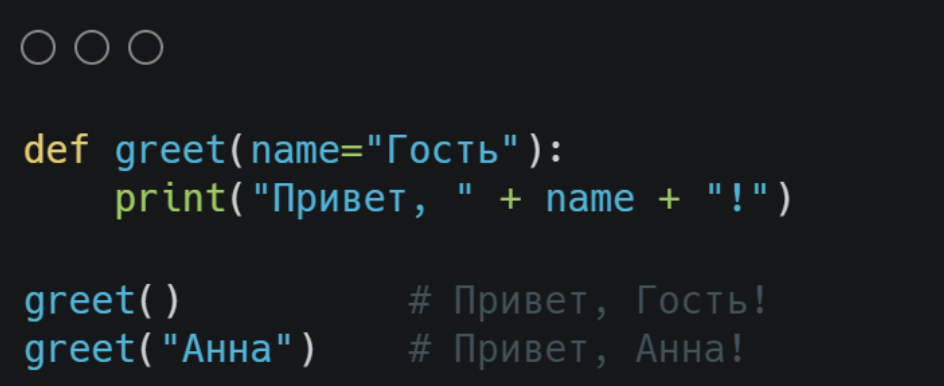 def greet(name="Гость"):
    print("Привет, " + name + "!")
greet()          # Привет, Гость!
greet("Анна")    # Привет, Анна!